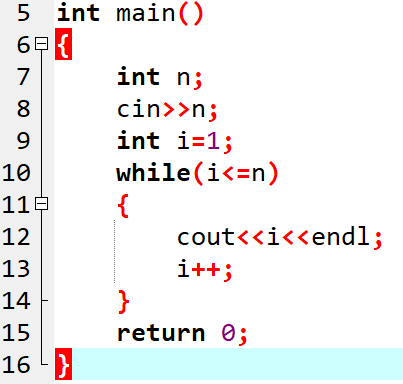 5 int main()
6 {
7     int n;
8     cin>>n;
9     int i=1;
10     while(i<=n)
11     {
12         cout<<i<<endl;
13         i++;
14     }
15     return 0;
16 }